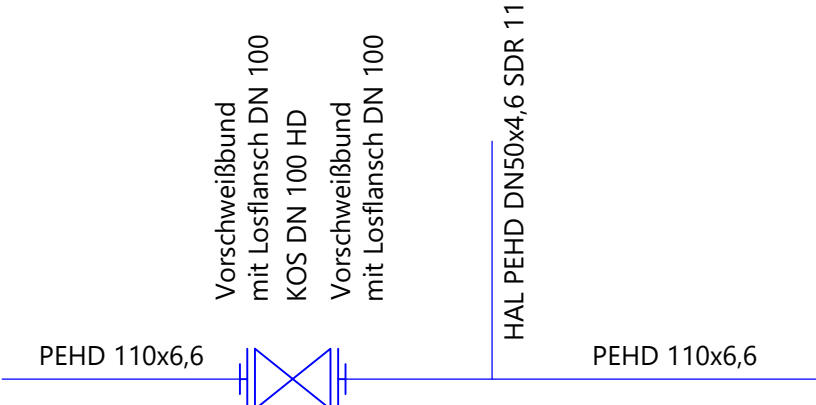 Vorschweißbund
mit Losflansch DN 100
KOS DN 100 HD
Vorschweißbund
mit Losflansch DN 100
HAL PEHD DN50x4,6 SDR 11
PEHD 110x6,6
PEHD 110x6,6